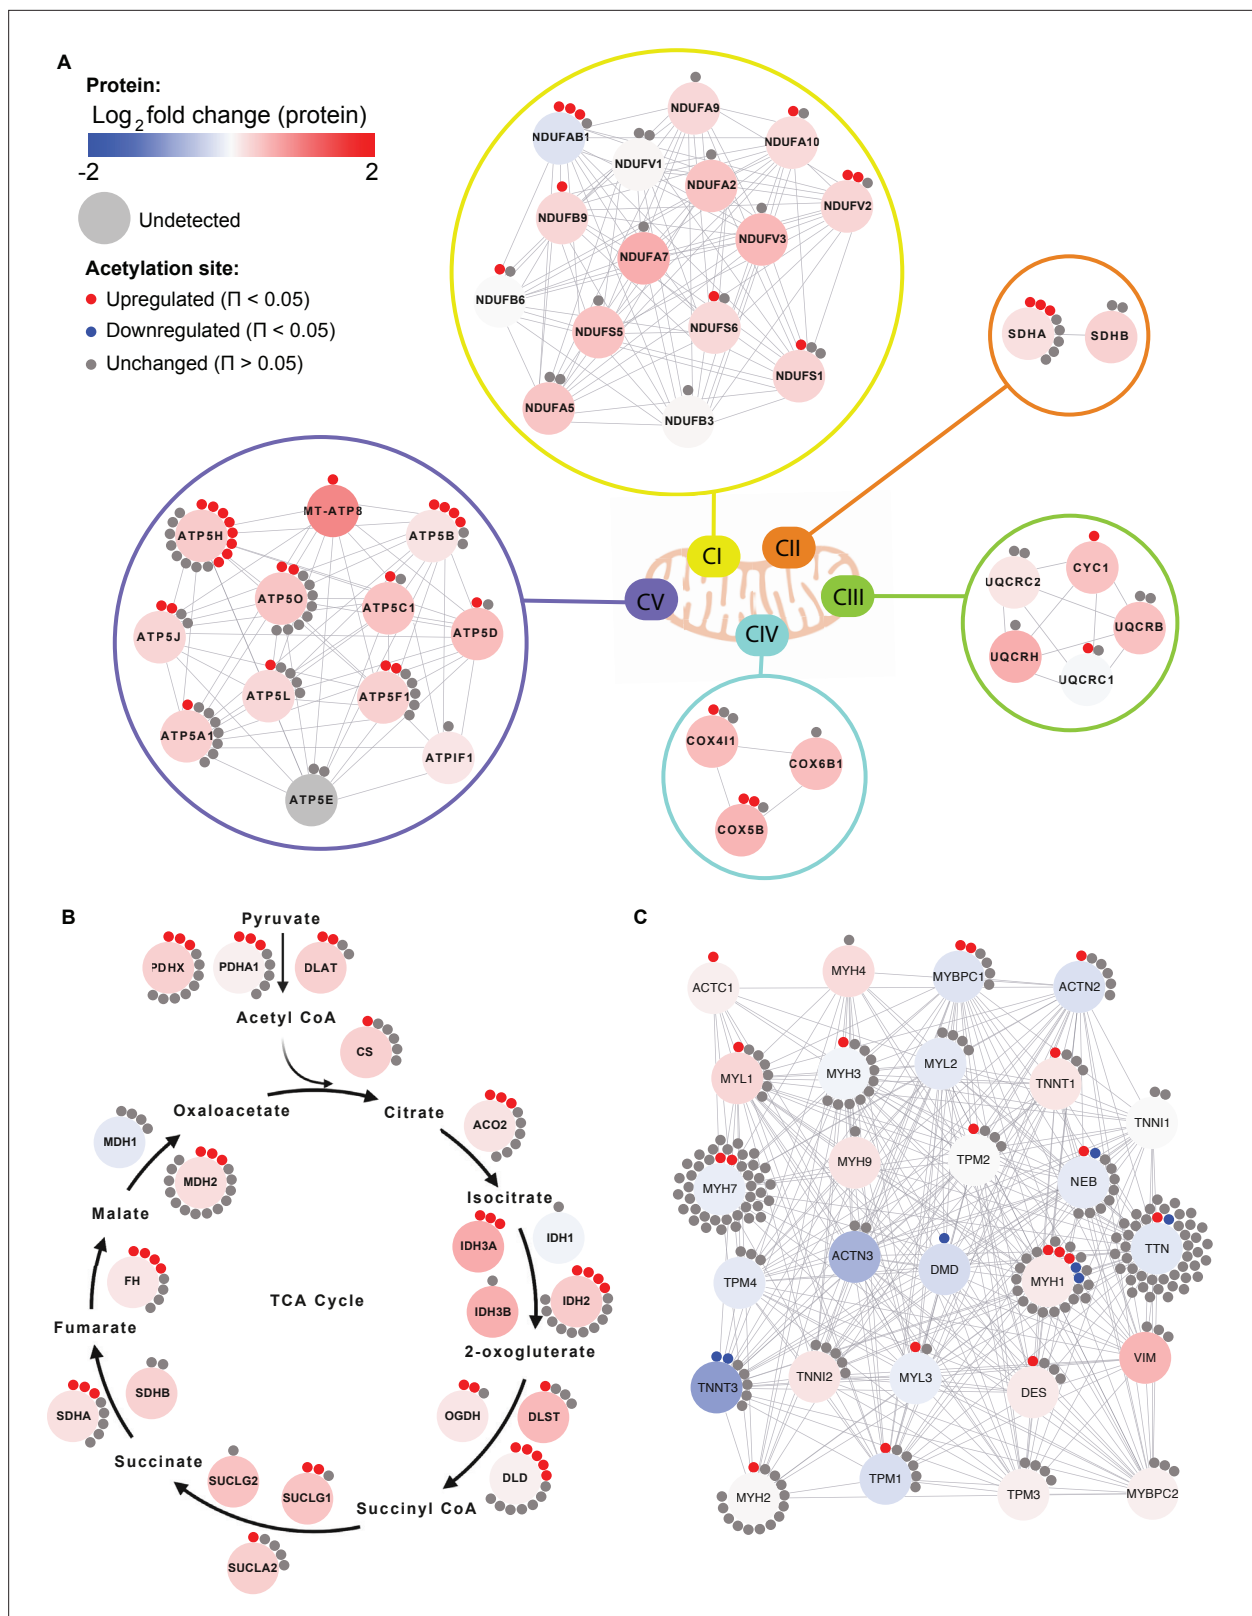 A
Protein:
Log2 fold change (protein)
-2 2
Undetected
Acetylation site:
Upregulated (Π < 0.05)
Downregulated (Π < 0.05)
Unchanged (Π > 0.05)
NDUFA9
NDUFAB1
NDUFA10
NDUFV1
NDUFA2
NDUFV2
NDUFB9
NDUFV3
NDUFA7
NDUFB6
NDUFS5
NDUFS6
NDUFS1
NDUFA5
NDUFB3
SDHA
SDHB
MT-ATP8
ATP5H
ATP5B
ATP5O
ATP5C1
ATP5J
ATP5D
ATP5L
ATP5F1
ATP5A1
ATPIF1
ATP5E
CI
CII
CIII
CIV
CV
UQCRC2
CYC1
UQCRB
UQCRH
UQCRC1
COX4I1
COX6B1
COX5B
B
Pyruvate
PDHX
PDHA1
DLAT
Acetyl CoA
CS
Oxaloacetate
Citrate
MDH1
ACO2
MDH2
Isocitrate
Malate
IDH3A
IDH1
FH
IDH3B
IDH2
TCA Cycle
Fumarate
2-oxogluterate
SDHB
SDHA
OGDH
DLST
Succinate
DLD
SUCLG2
SUCLG1
Succinyl CoA
SUCLA2
C
ACTC1
MYH4
MYBPC1
ACTN2
MYL1
MYH3
MYL2
TNNT1
TNNI1
MYH7
MYH9
TPM2
NEB
TTN
TPM4
ACTN3
DMD
MYH1
TNNT3
TNNI2
MYL3
DES
VIM
MYH2
TPM1
TPM3
MYBPC2